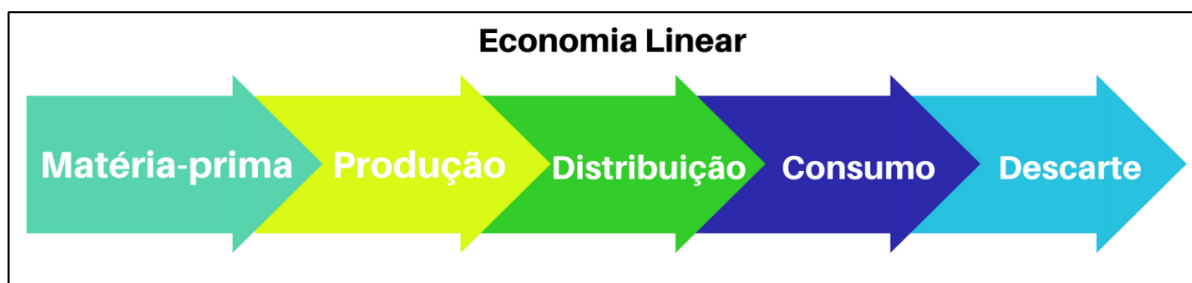 Economia Linear
Matéria-prima Produção Distribuição Consumo Descarte